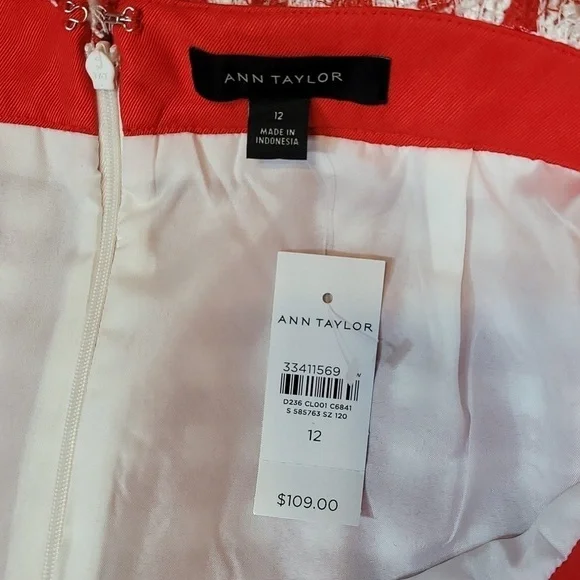 ANN TAYLOR
12
MADE IN
INDONESIA
ANN TAYLOR
33411569
N
D236 CL001 C6841
S 585763 SZ 120
12
$109.00